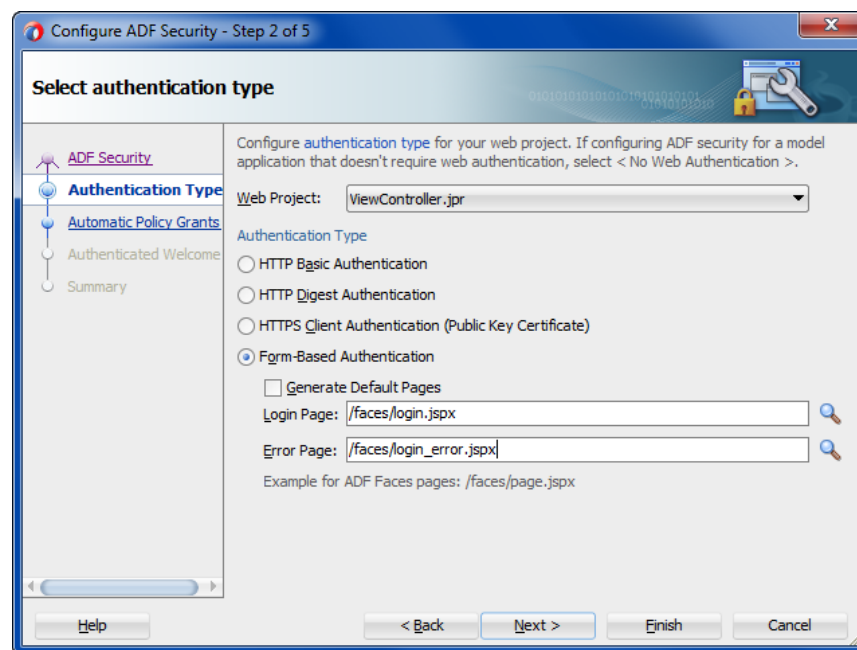 Configure ADF Security - Step 2 of 5
Select authentication type
ADF Security
Authentication Type
Automatic Policy Grants
Authenticated Welcome
Summary
Configure authentication type for your web project. If configuring ADF security for a model
application that doesn't require web authentication, select < No Web Authentication >.
Web Project: ViewController.jpr
Authentication Type
HTTP Basic Authentication
HTTP Digest Authentication
HTTPS Client Authentication (Public Key Certificate)
Form-Based Authentication
Generate Default Pages
Login Page: /faces/login.jspx
Error Page: /faces/login_error.jspx
Example for ADF Faces pages: /faces/page.jspx
Help
< Back
Next >
Finish
Cancel